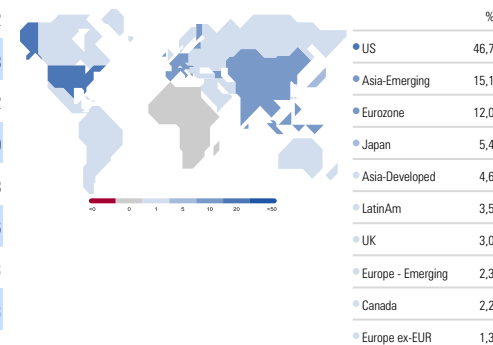 %
US 46,7
Asia-Emerging 15,1
Eurozone 12,0
Japan 5,4
Asia-Developed 4,6
LatinAm 3,5
UK 3,0
Europe - Emerging 2,3
Canada 2,2
Europe ex-EUR 1,3
<0 0 1 5 10 20 >50